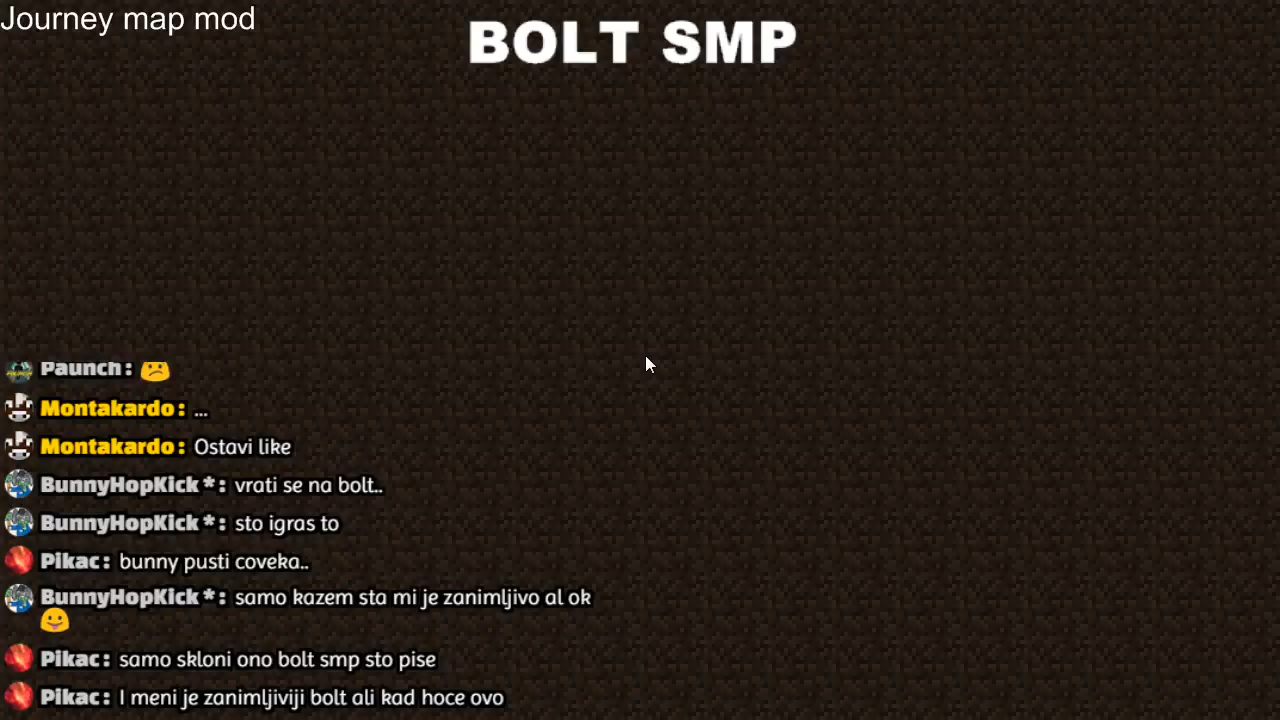 Journey map mod
BOLT SMP
Paunch:
Montakardo: ...
Montakardo: Ostavi like
BunnyHopKick*: vrati se na bolt..
BunnyHopKick*: sto igras to
Pikac: bunny pusti coveka..
BunnyHopKick*: samo kazem sta mi je zanimljivo al ok
Pikac: samo skloni ono bolt smp sto pise
Pikac: I meni je zanimljiviji bolt ali kad hoce ovo